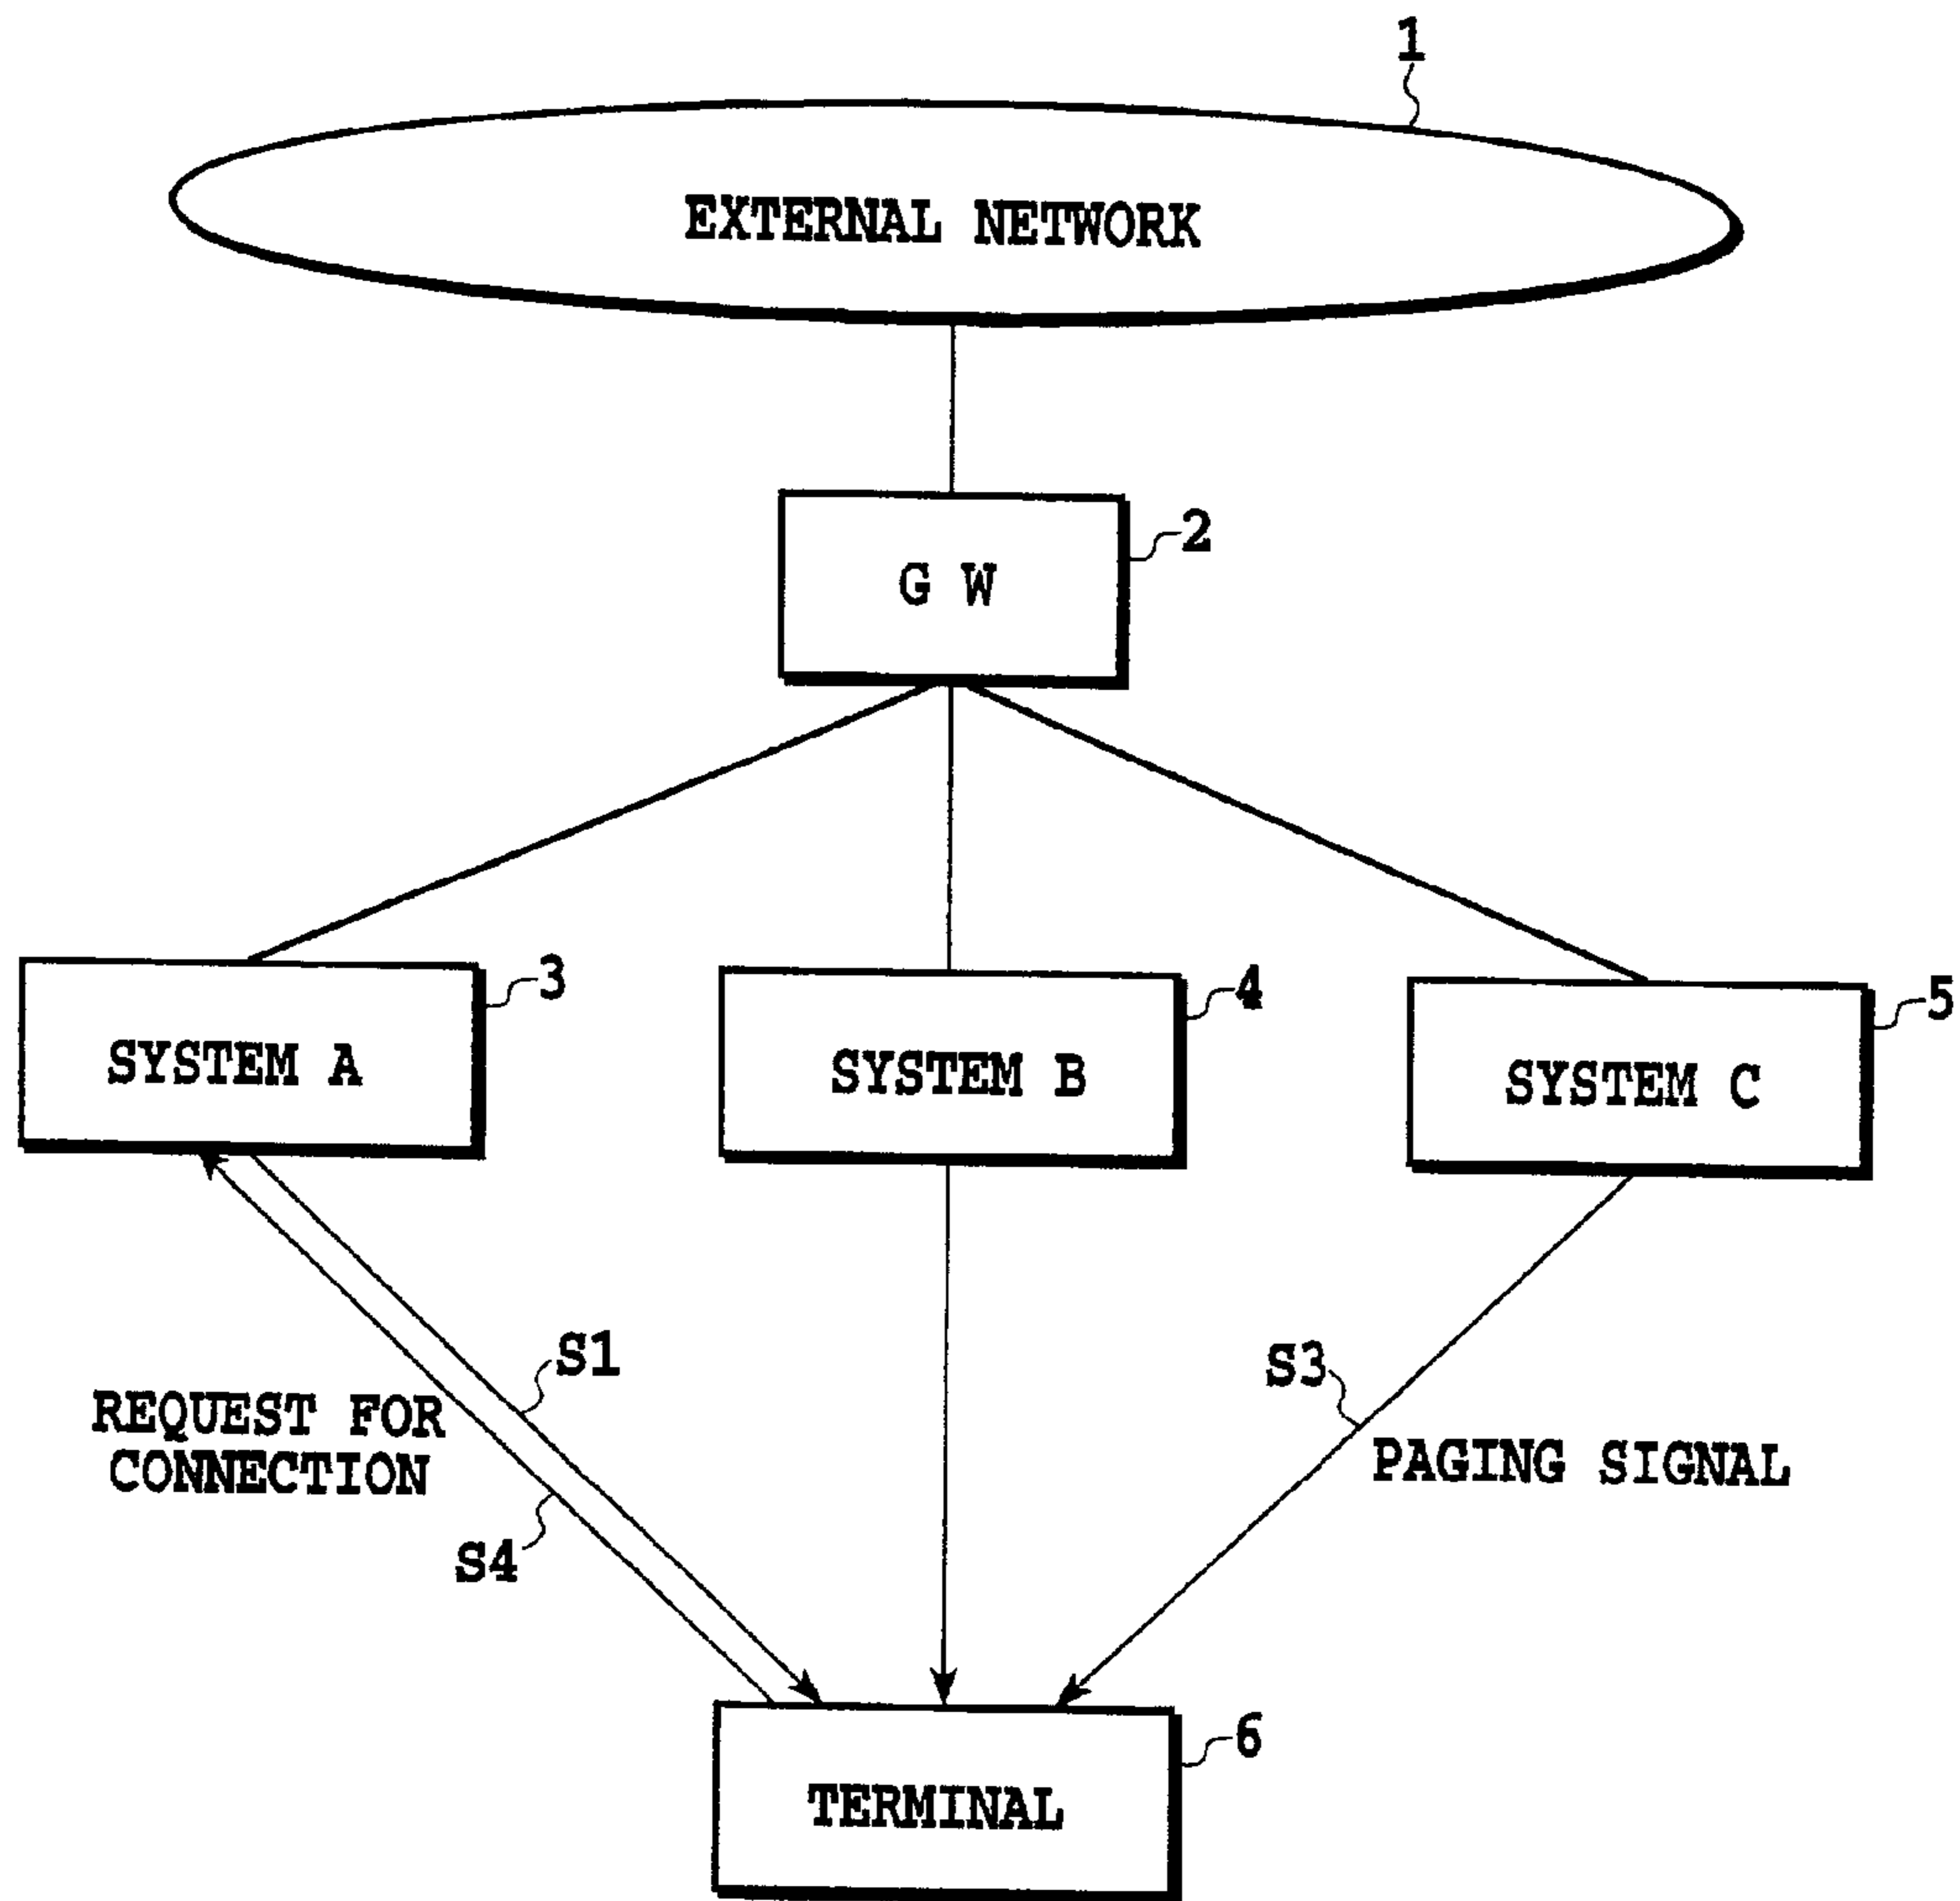 1
EXTERNAL NETWORK
2
G W
3
4
5
SYSTEM A
SYSTEM B
SYSTEM C
S1
S3
REQUEST FOR
CONNECTION
PAGING SIGNAL
S4
6
TERMINAL